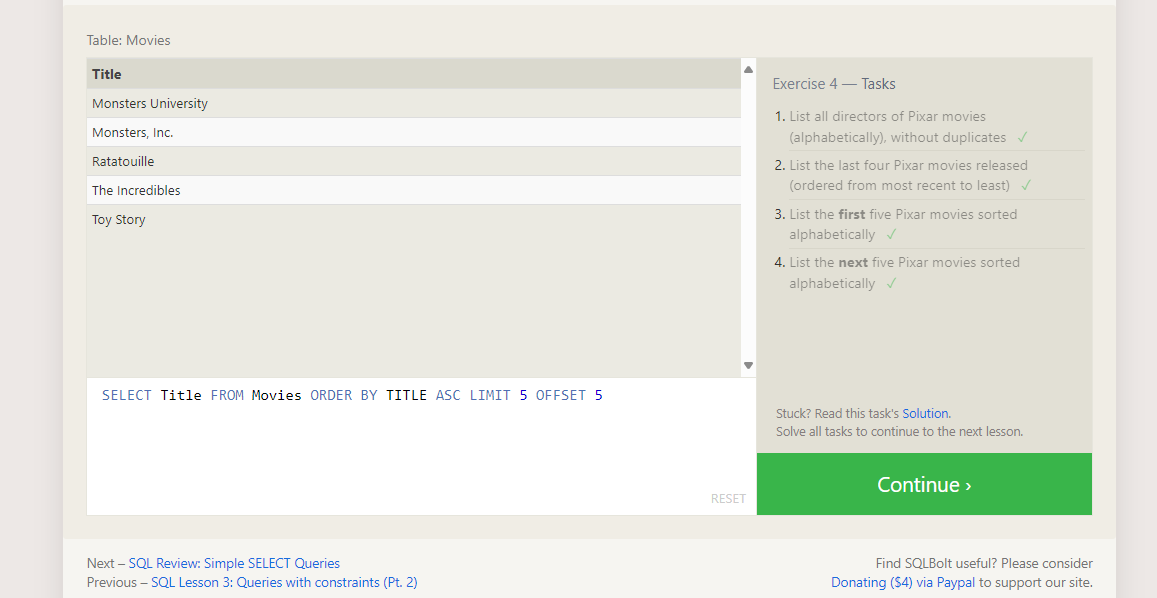 Table: Movies
Title
Monsters University
Monsters, Inc.
Ratatouille
The Incredibles
Toy Story
SELECT Title FROM Movies ORDER BY TITLE ASC LIMIT 5 OFFSET 5
RESET
Exercise 4 — Tasks
1. List all directors of Pixar movies
(alphabetically), without duplicates ✓
2. List the last four Pixar movies released
(ordered from most recent to least) ✓
3. List the first five Pixar movies sorted
alphabetically ✓
4. List the next five Pixar movies sorted
alphabetically ✓
Stuck? Read this task's Solution.
Solve all tasks to continue to the next lesson.
Continue ›
Next – SQL Review: Simple SELECT Queries
Previous – SQL Lesson 3: Queries with constraints (Pt. 2)
Find SQLBolt useful? Please consider
Donating ($4) via Paypal to support our site.